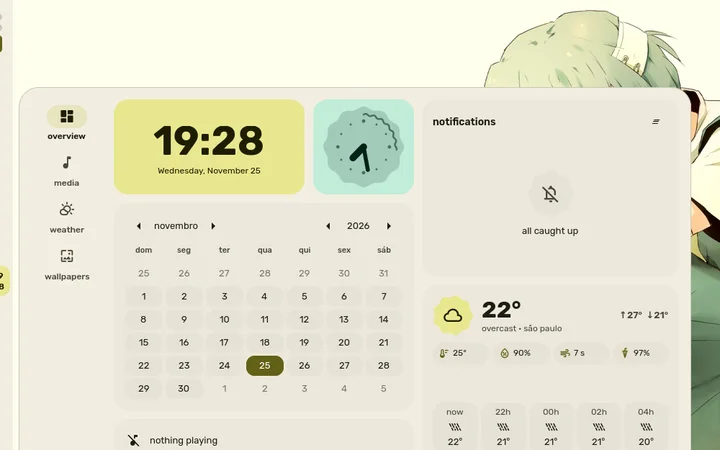 overview
media
weather
wallpapers
9
8
19:28
Wednesday, November 25
novembro
2026
dom seg ter qua qui sex sáb
25 26 27 28 29 30 31
1 2 3 4 5 6 7
8 9 10 11 12 13 14
15 16 17 18 19 20 21
22 23 24 25 26 27 28
29 30 1 2 3 4 5
nothing playing
notifications
all caught up
22°
overcast • são paulo
↑27° ↓21°
25° 90% 7 s 97%
now 22h 00h 02h 04h
22° 21° 21° 21° 20°